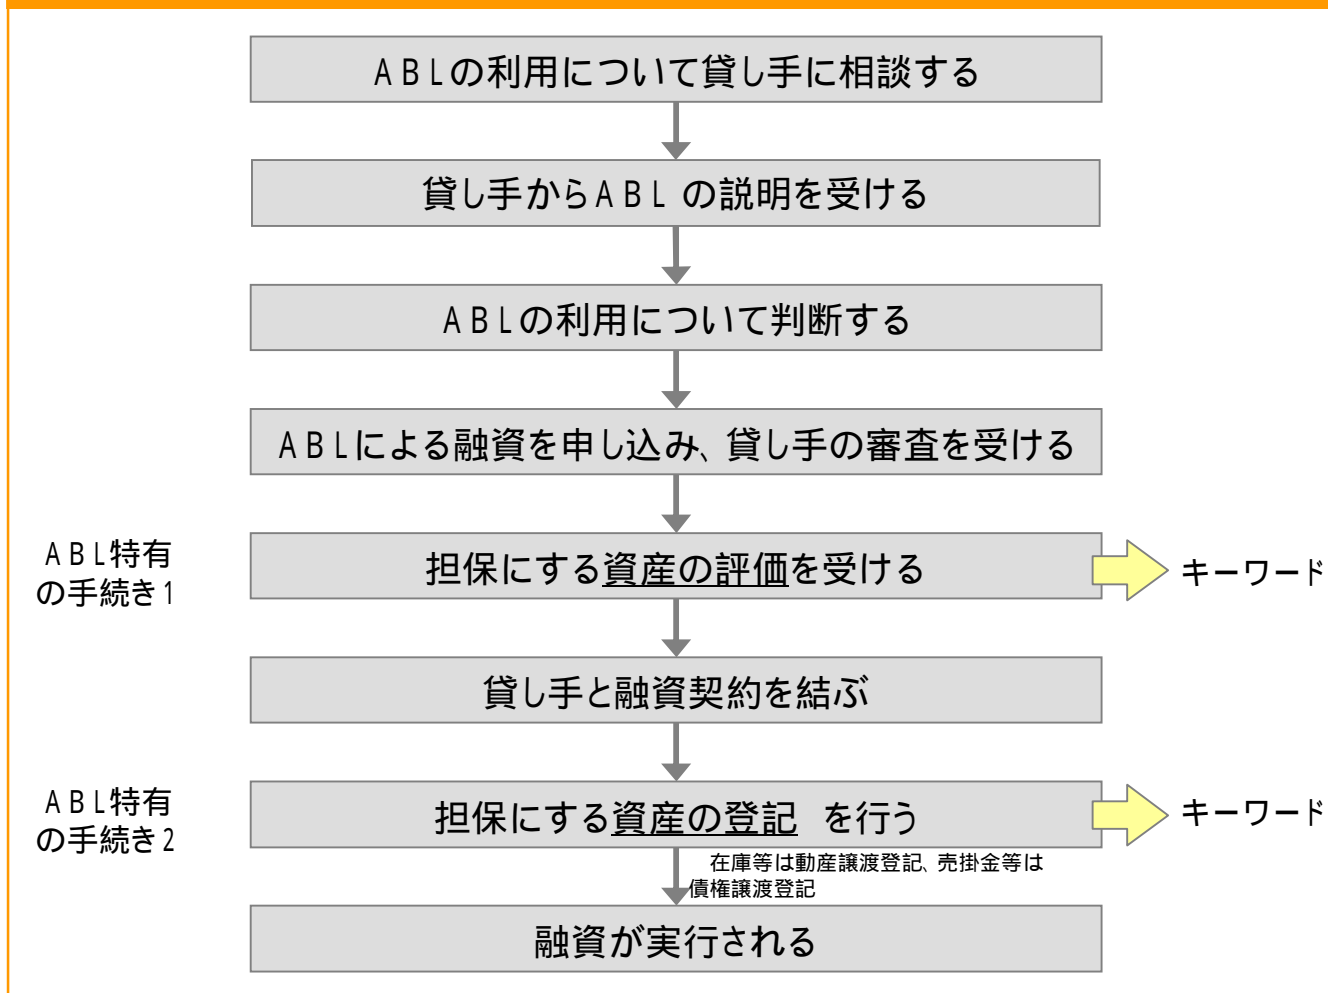 ABLの利用について貸し手に相談する
貸し手からABL の説明を受ける
ABLの利用について判断する
ABLによる融資を申し込み、貸し手の審査を受ける
ABL特有
の手続き1
担保にする資産の評価を受ける
キーワード
貸し手と融資契約を結ぶ
ABL特有
の手続き2
担保にする資産の登記 を行う
キーワード
在庫等は動産譲渡登記、売掛金等は
債権譲渡登記
融資が実行される